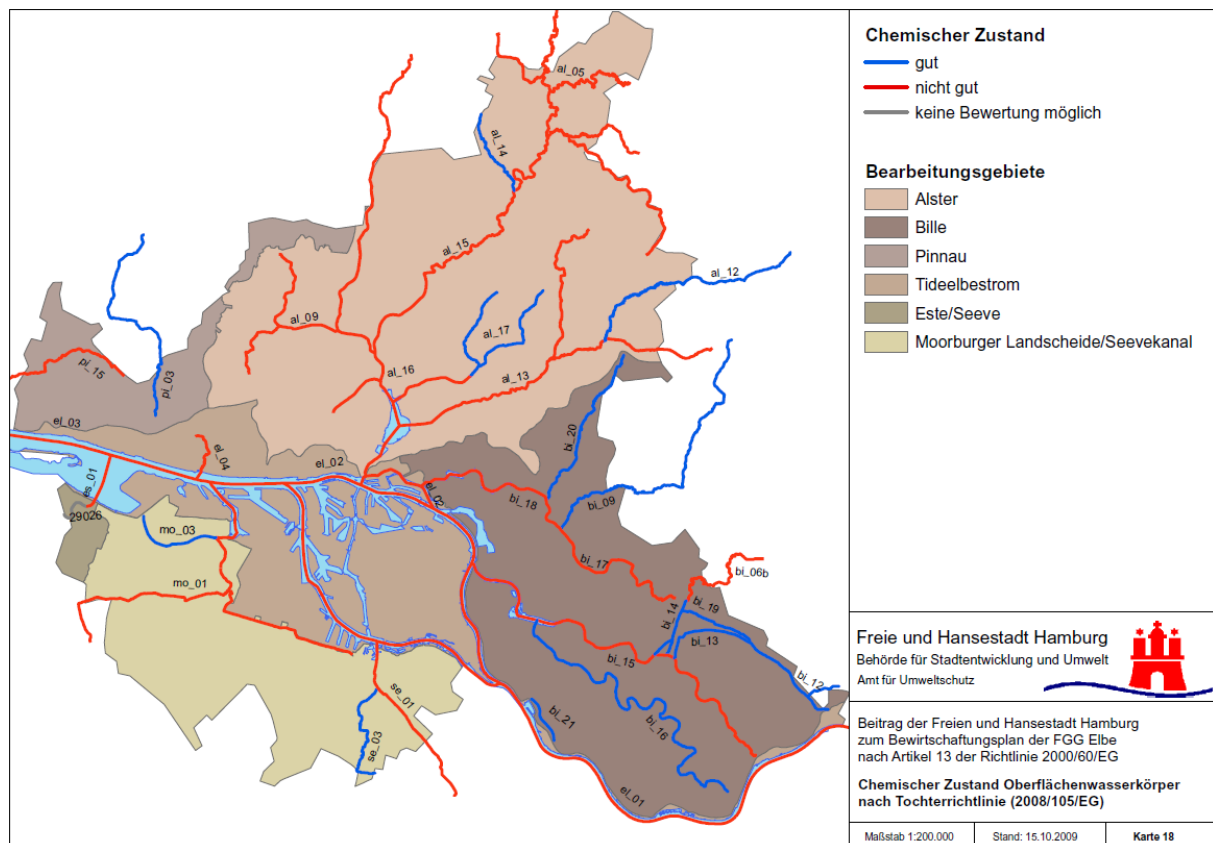 al_05
al_14
al_15
al_12
al_09
al_17
al_16
al_13
pi_15
pi_03
el_03
el_04
el_02
es_01
29026
mo_03
mo_01
el_02
bi_20
bi_09
bi_18
bi_17
bi_06b
bi_14
bi_19
bi_13
bi_12
bi_15
bi_16
bi_21
se_01
se_03
el_01
Chemischer Zustand
gut
nicht gut
keine Bewertung möglich
Bearbeitungsgebiete
Alster
Bille
Pinnau
Tideelbestrom
Este/Seeve
Moorburger Landscheide/Seevekanal
Freie und Hansestadt Hamburg
Behörde für Stadtentwicklung und Umwelt
Amt für Umweltschutz
Beitrag der Freien und Hansestadt Hamburg
zum Bewirtschaftungsplan der FGG Elbe
nach Artikel 13 der Richtlinie 2000/60/EG
Chemischer Zustand Oberflächenwasserkörper
nach Tochterrichtlinie (2008/105/EG)
Maßstab 1:200.000 Stand: 15.10.2009 Karte 18